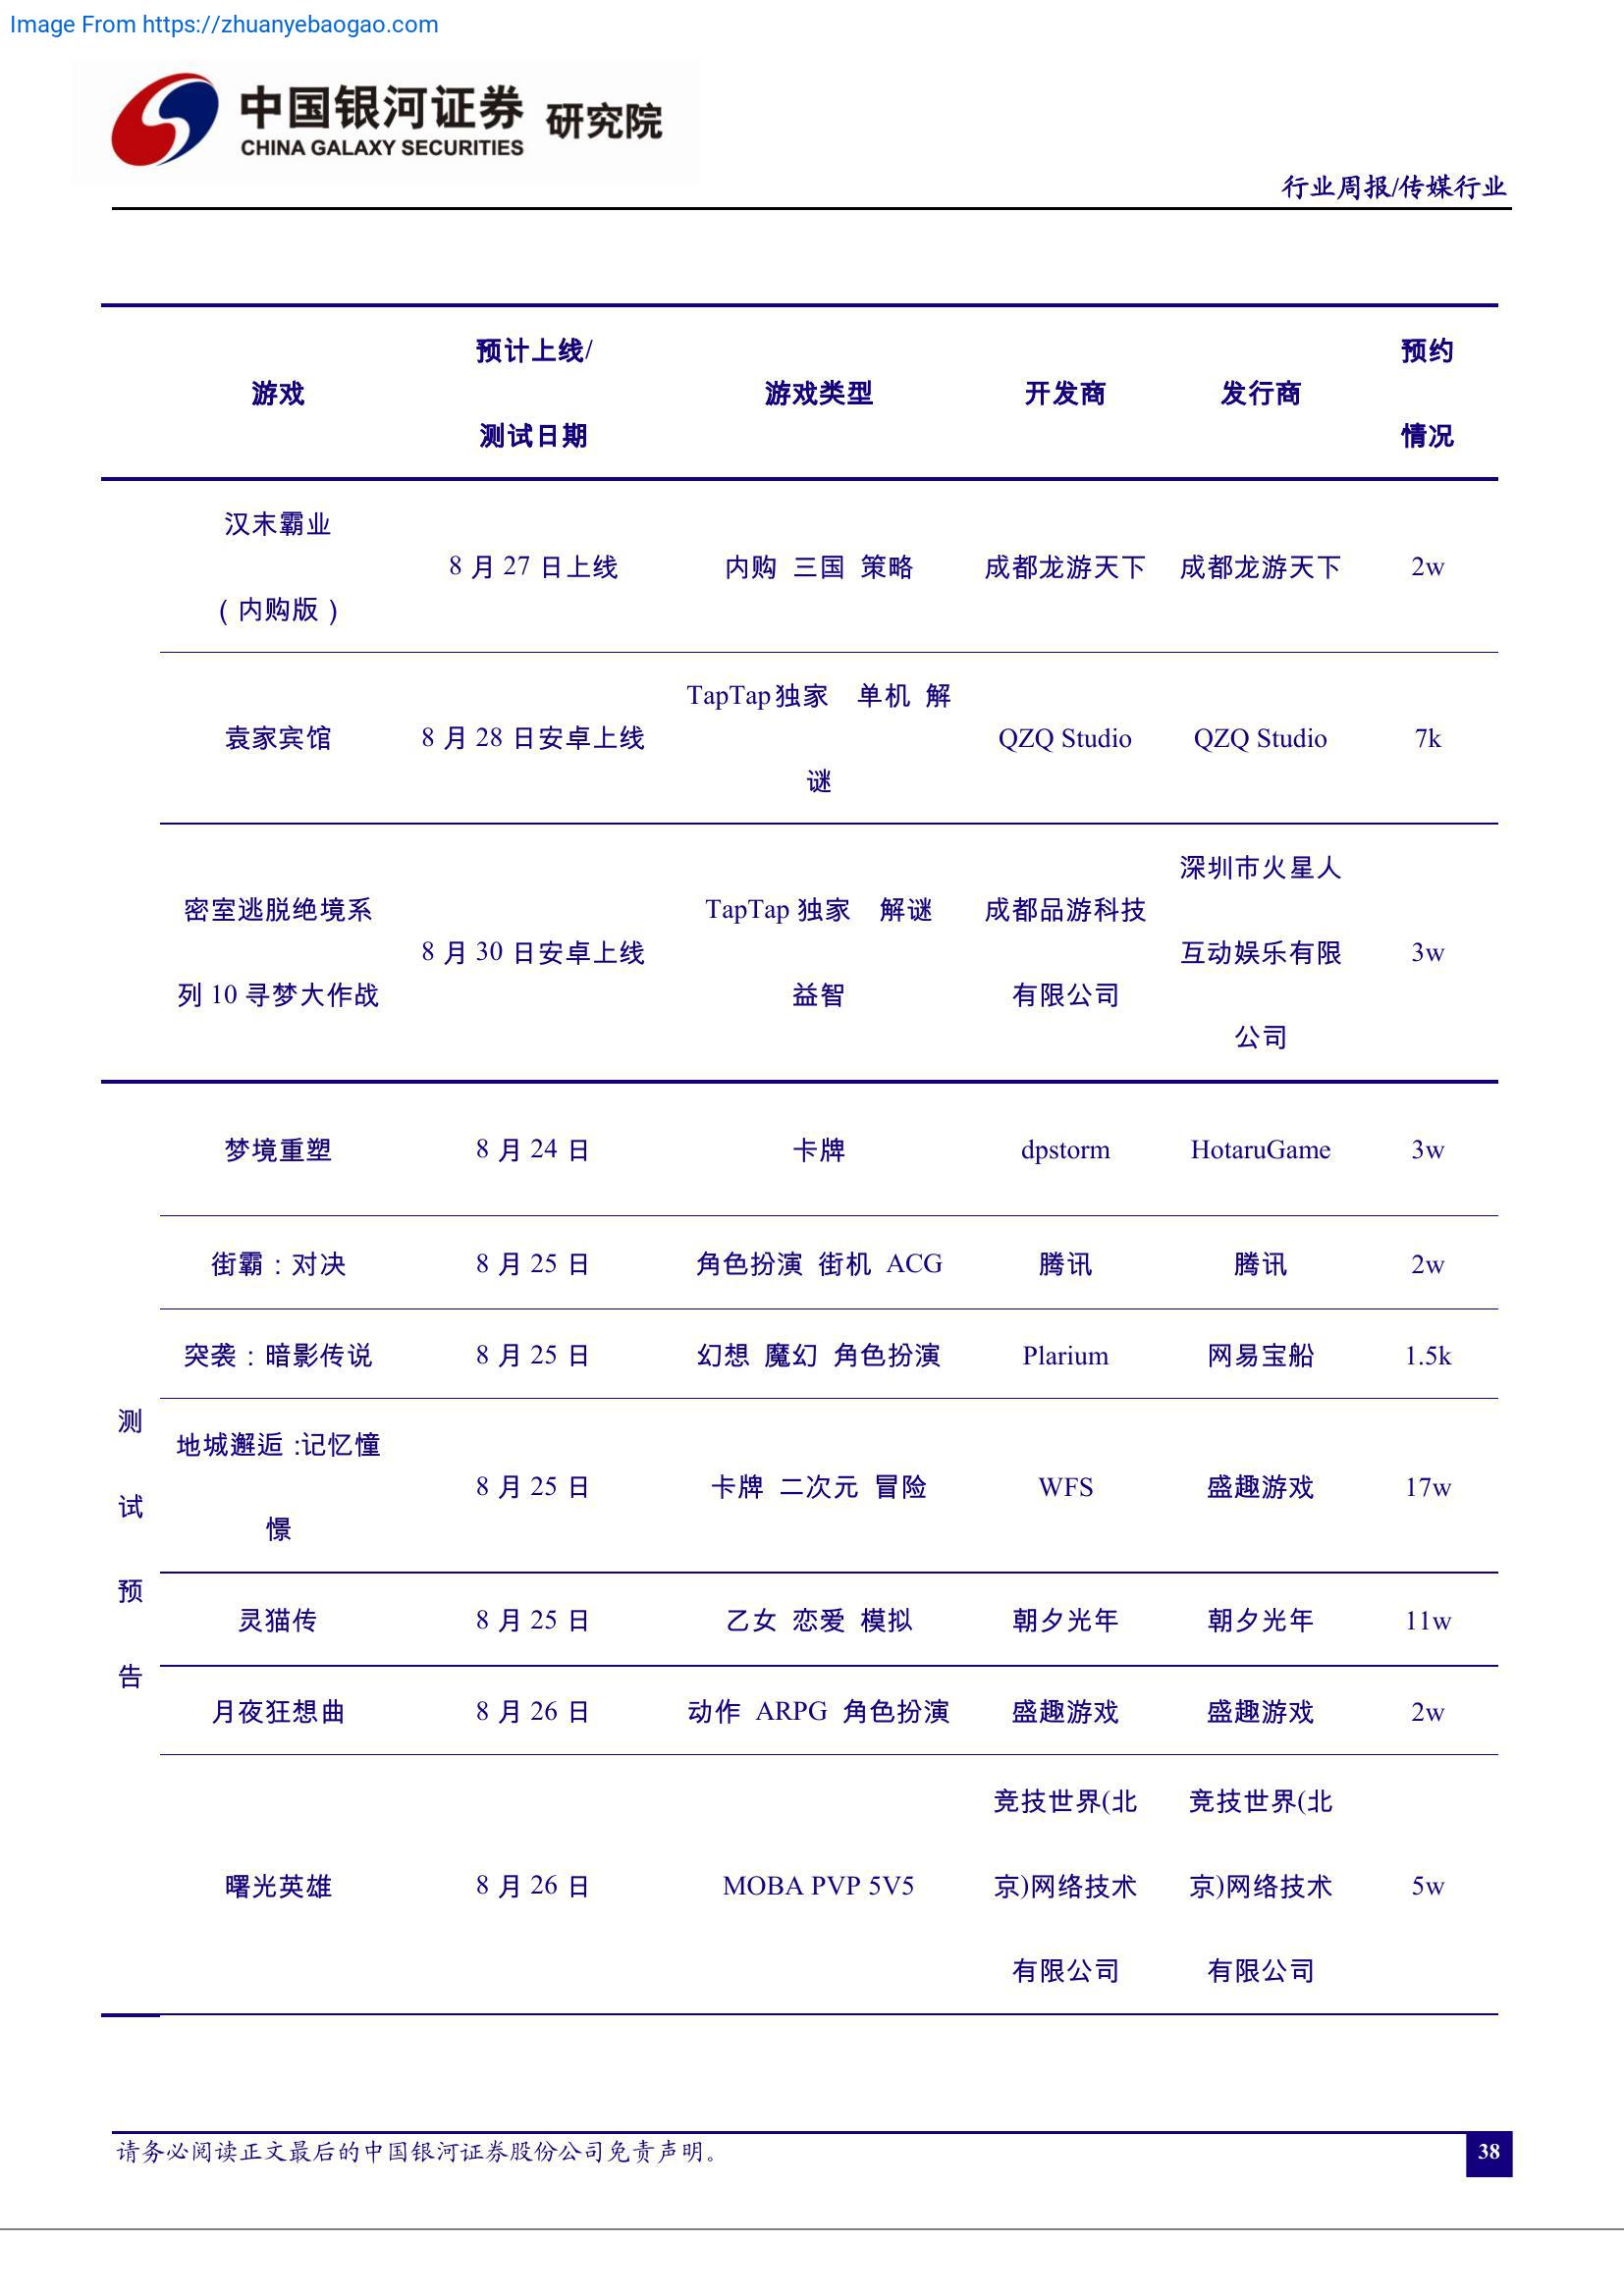 Image From https://zhuanyebaogao.com
中国银河证券 研究院
CHINA GALAXY SECURITIES
行业周报/传媒行业
游戏 预计上线/测试日期 游戏类型 开发商 发行商 预约情况
汉末霸业（内购版） 8 月 27 日上线 内购 三国 策略 成都龙游天下 成都龙游天下 2w
袁家宾馆 8 月 28 日安卓上线 TapTap独家 单机 解谜 QZQ Studio QZQ Studio 7k
密室逃脱绝境系列 10 寻梦大作战 8 月 30 日安卓上线 TapTap 独家 解谜 益智 成都品游科技有限公司 深圳市火星人互动娱乐有限公司 3w
测试预告
梦境重塑 8 月 24 日 卡牌 dpstorm HotaruGame 3w
街霸：对决 8 月 25 日 角色扮演 街机 ACG 腾讯 腾讯 2w
突袭：暗影传说 8 月 25 日 幻想 魔幻 角色扮演 Plarium 网易宝船 1.5k
地城邂逅：记忆憧憬 8 月 25 日 卡牌 二次元 冒险 WFS 盛趣游戏 17w
灵猫传 8 月 25 日 乙女 恋爱 模拟 朝夕光年 朝夕光年 11w
月夜狂想曲 8 月 26 日 动作 ARPG 角色扮演 盛趣游戏 盛趣游戏 2w
曙光英雄 8 月 26 日 MOBA PVP 5V5 竞技世界(北京)网络技术有限公司 竞技世界(北京)网络技术有限公司 5w
请务必阅读正文最后的中国银河证券股份公司免责声明。
38